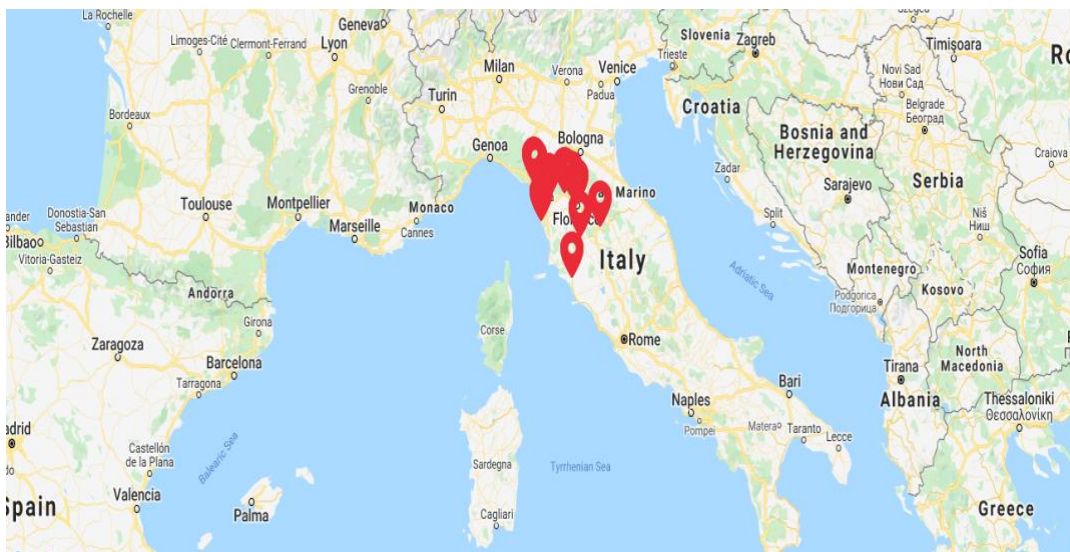 La Rochelle
Limoges-Cité
Clermont-Ferrand
Geneva
Lyon
Grenoble
Bordeaux
Milan
Verona
Venice
Padua
Turin
Genoa
Bologna
Trieste
Slovenia
Zagreb
Croatia
Timișoara
Novi Sad
Нови Сад
Belgrade
Београд
Bosnia and
Herzegovina
Serbia
Craiova
Toulouse
Montpellier
Marseille
Monaco
Cannes
Marino
Zadar
Split
Sarajevo
Niš
Ниш
Donostia-San
Sebastian
Bilbao
Vitoria-Gasteiz
Andorra
Girona
Zaragoza
Barcelona
Tarragona
Italy
Corse
Rome
Adriatic Sea
Montenegro
Podgorica
Подгорица
Kosovo
Sofia
София
North
Macedonia
Tirana
Albania
Thessaloniki
Θεσσαλονίκη
Naples
Pompei
Bari
Matera
Taranto
Lecce
adrid
Castellón
de la Plana
Balearic Sea
Valencia
Palma
Spain
Sardegna
Cagliari
Tyrrhenian Sea
Greece